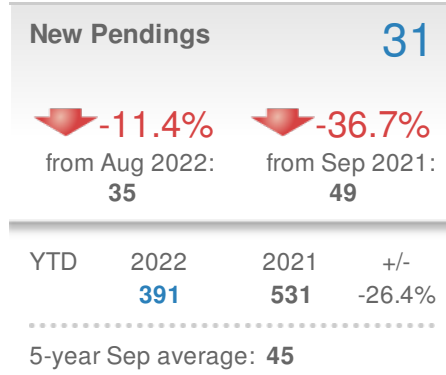 New Pendings 31
-11.4% -36.7%
from Aug 2022: from Sep 2021:
35 49
YTD 2022 2021 +/-
391 531 -26.4%
5-year Sep average: 45